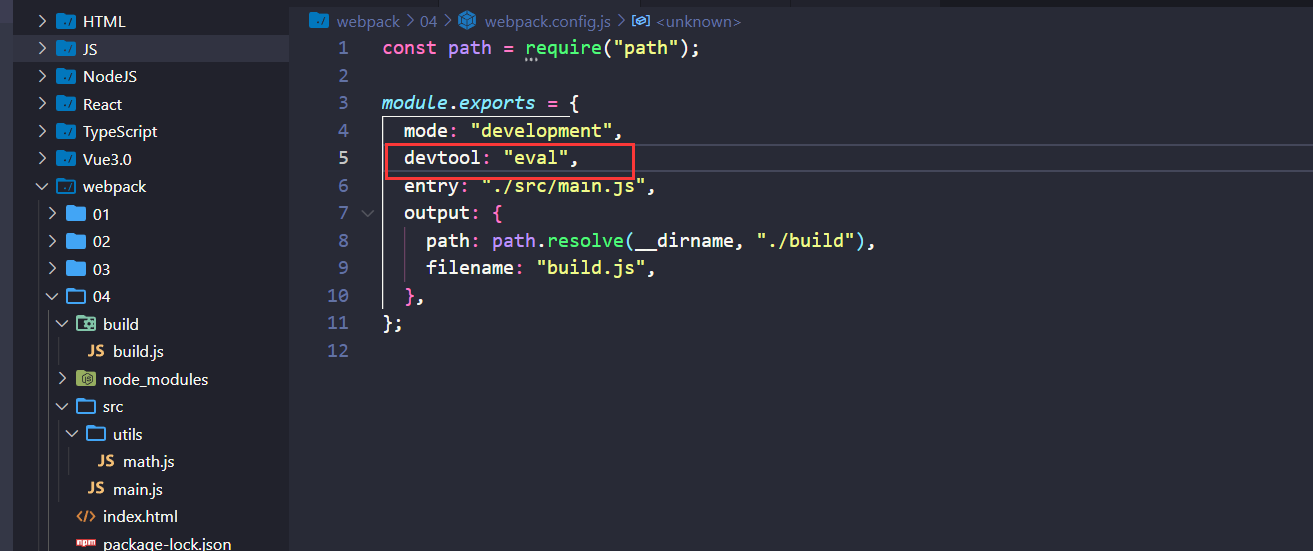 HTML
JS
NodeJS
React
TypeScript
Vue3.0
webpack
01
02
03
04
build
JS build.js
node_modules
src
utils
JS math.js
JS main.js
index.html
npm package-lock.json
webpack > 04 > webpack.config.js > <unknown>
1 const path = require("path");
2
3 module.exports = {
4 mode: "development",
5 devtool: "eval",
6 entry: "./src/main.js",
7 output: {
8 path: path.resolve(__dirname, "./build"),
9 filename: "build.js",
10 },
11 };
12